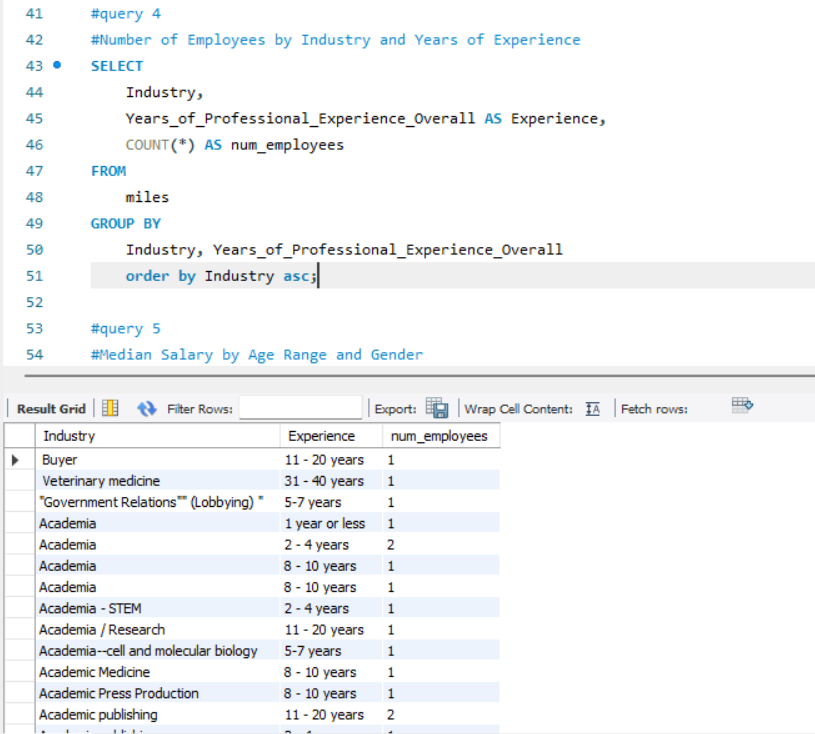 41 #query 4
42 #Number of Employees by Industry and Years of Experience
43 SELECT
44 Industry,
45 Years_of_Professional_Experience_Overall AS Experience,
46 COUNT(*) AS num_employees
47 FROM
48 miles
49 GROUP BY
50 Industry, Years_of_Professional_Experience_Overall
51 order by Industry asc;
52
53 #query 5
54 #Median Salary by Age Range and Gender
Result Grid Filter Rows: Export: Wrap Cell Content: IA Fetch rows:
Industry Experience num_employees
Buyer 11 - 20 years 1
Veterinary medicine 31 - 40 years 1
"Government Relations"" (Lobbying) " 5-7 years 1
Academia 1 year or less 1
Academia 2 - 4 years 2
Academia 8 - 10 years 1
Academia 8 - 10 years 1
Academia - STEM 2 - 4 years 1
Academia / Research 11 - 20 years 1
Academia--cell and molecular biology 5-7 years 1
Academic Medicine 8 - 10 years 1
Academic Press Production 8 - 10 years 1
Academic publishing 11 - 20 years 2